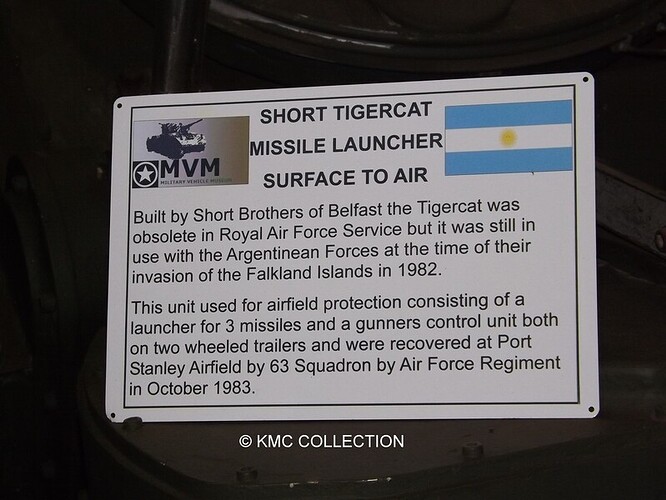 SHORT TIGERCAT
MISSILE LAUNCHER
SURFACE TO AIR
MVM
MILITARY VEHICLE MUSEUM
Built by Short Brothers of Belfast the Tigercat was
obsolete in Royal Air Force Service but it was still in
use with the Argentinean Forces at the time of their
invasion of the Falkland Islands in 1982.
This unit used for airfield protection consisting of a
launcher for 3 missiles and a gunners control unit both
on two wheeled trailers and were recovered at Port
Stanley Airfield by 63 Squadron by Air Force Regiment
in October 1983.
© KMC COLLECTION